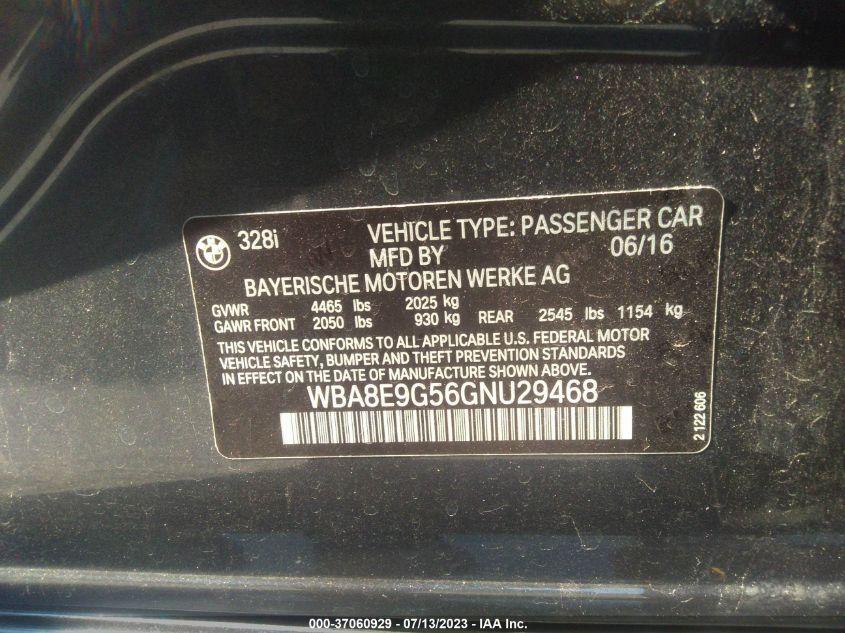 BMW
328i VEHICLE TYPE: PASSENGER CAR
MFD BY 06/16
BAYERISCHE MOTOREN WERKE AG
GVWR 4465 lbs 2025 kg
GAWR FRONT 2050 lbs 930 kg REAR 2545 lbs 1154 kg
THIS VEHICLE CONFORMS TO ALL APPLICABLE U.S. FEDERAL MOTOR
VEHICLE SAFETY, BUMPER AND THEFT PREVENTION STANDARDS
IN EFFECT ON THE DATE OF MANUFACTURE SHOWN ABOVE.
WBA8E9G56GNU29468
2 122 606
000-37060929 - 07/13/2023 - IAA Inc.